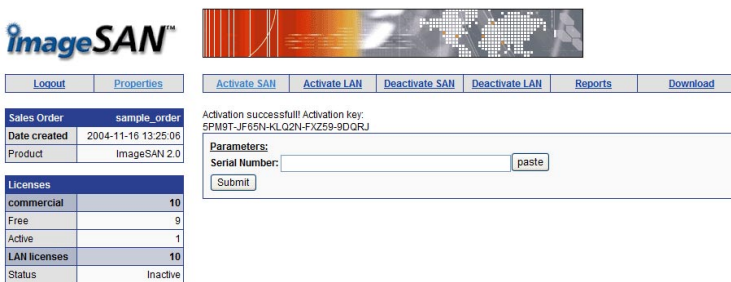 imageSAN™
Logout Properties Activate SAN Activate LAN Deactivate SAN Deactivate LAN Reports Download
Sales Order sample_order
Date created 2004-11-16 13:25:06
Product ImageSAN 2.0
Licenses
commercial 10
Free 9
Active 1
LAN licenses 10
Status Inactive
Activation successfull! Activation key:
5PM9T-JF65N-KLQ2N-FXZ59-9DQRJ
Parameters:
Serial Number: paste
Submit